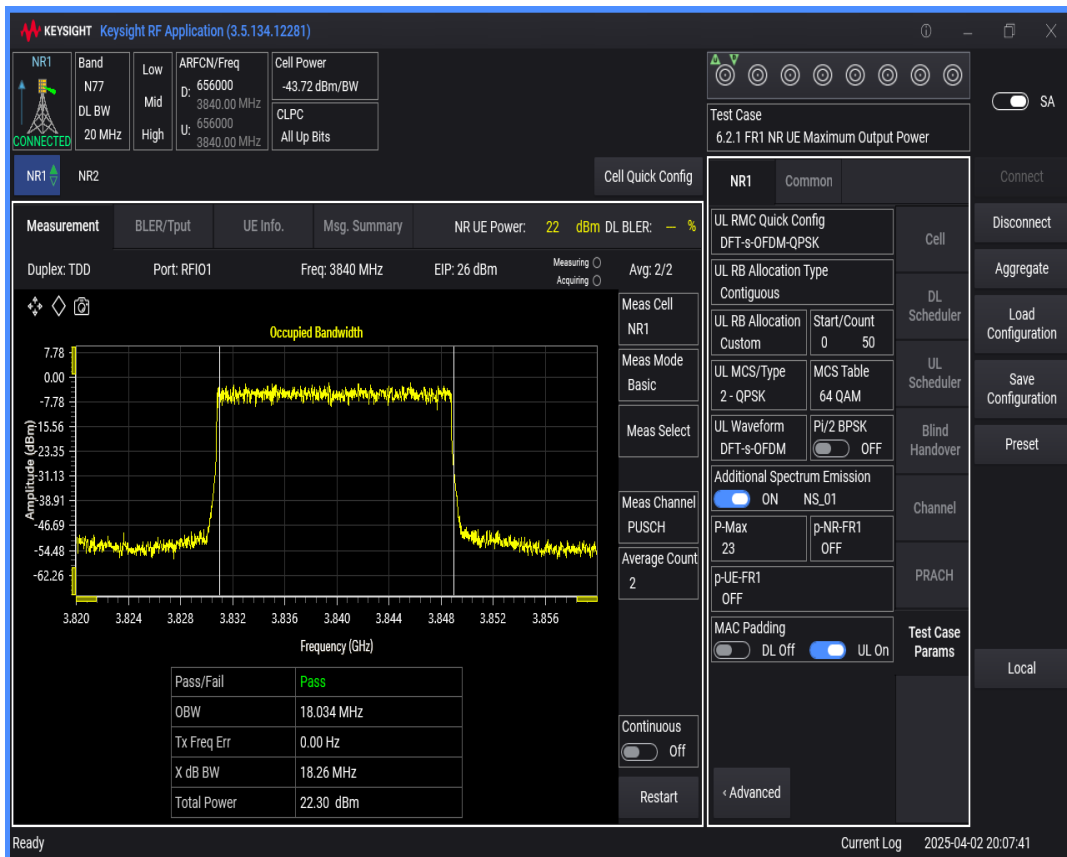 KEYSIGHT Keysight RF Application (3.5.134.12281)
NR1
CONNECTED
Band
N77
DL BW
20 MHz
Low
Mid
High
ARFCN/Freq
D: 656000
3840.00 MHz
U: 656000
3840.00 MHz
Cell Power
-43.72 dBm/BW
CLPC
All Up Bits
Test Case
6.2.1 FR1 NR UE Maximum Output Power
SA
NR1 NR2 Cell Quick Config
Measurement BLER/Tput UE Info. Msg. Summary NR UE Power: 22 dBm DL BLER: -- %
Duplex: TDD Port: RFIO1 Freq: 3840 MHz EIP: 26 dBm Measuring Acquiring Avg: 2/2
Occupied Bandwidth
7.78
0.00
-7.78
-15.56
-23.35
-31.13
-38.91
-46.69
-54.48
-62.26
Amplitude (dBm)
3.820 3.824 3.828 3.832 3.836 3.840 3.844 3.848 3.852 3.856
Frequency (GHz)
Pass/Fail Pass
OBW 18.034 MHz
Tx Freq Err 0.00 Hz
X dB BW 18.26 MHz
Total Power 22.30 dBm
Meas Cell
NR1
Meas Mode
Basic
Meas Select
Meas Channel
PUSCH
Average Count
2
Continuous
Off
Restart
NR1 Common
UL RMC Quick Config
DFT-s-OFDM-QPSK
UL RB Allocation Type
Contiguous
UL RB Allocation
Custom
Start/Count
0 50
UL MCS/Type
2 - QPSK
MCS Table
64 QAM
UL Waveform
DFT-s-OFDM
Pi/2 BPSK
OFF
Additional Spectrum Emission
ON NS_01
P-Max
23
p-NR-FR1
OFF
p-UE-FR1
OFF
MAC Padding
DL Off UL On
‹ Advanced
Cell
DL
Scheduler
UL
Scheduler
Blind
Handover
Channel
PRACH
Test Case
Params
Connect
Disconnect
Aggregate
Load
Configuration
Save
Configuration
Preset
Local
Ready Current Log 2025-04-02 20:07:41